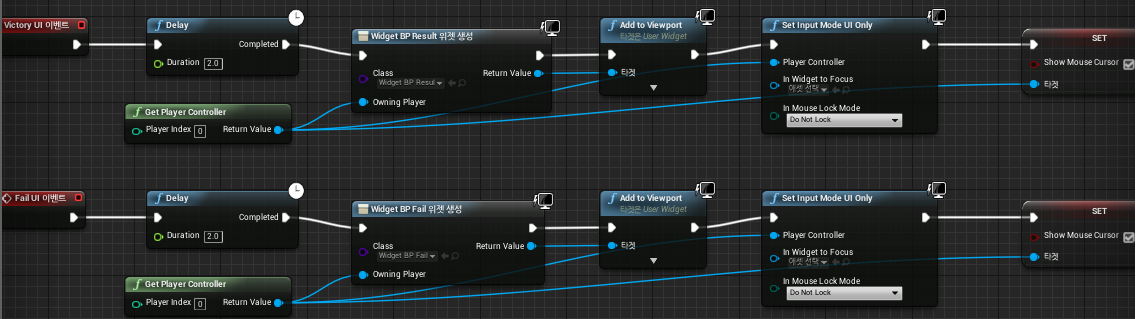 Victory UI 이벤트
Delay
Completed
Duration 2.0
Get Player Controller
Player Index 0
Return Value
Widget BP Result 위젯 생성
Class
Widget BP Resul
Return Value
Owning Player
Add to Viewport
타겟은 User Widget
타겟
Set Input Mode UI Only
Player Controller
In Widget to Focus
애셋 선택
In Mouse Lock Mode
Do Not Lock
SET
Show Mouse Cursor
타겟
Fail UI 이벤트
Delay
Completed
Duration 2.0
Get Player Controller
Player Index 0
Return Value
Widget BP Fail 위젯 생성
Class
Widget BP Fail
Return Value
Owning Player
Add to Viewport
타겟은 User Widget
타겟
Set Input Mode UI Only
Player Controller
In Widget to Focus
애셋 선택
In Mouse Lock Mode
Do Not Lock
SET
Show Mouse Cursor
타겟